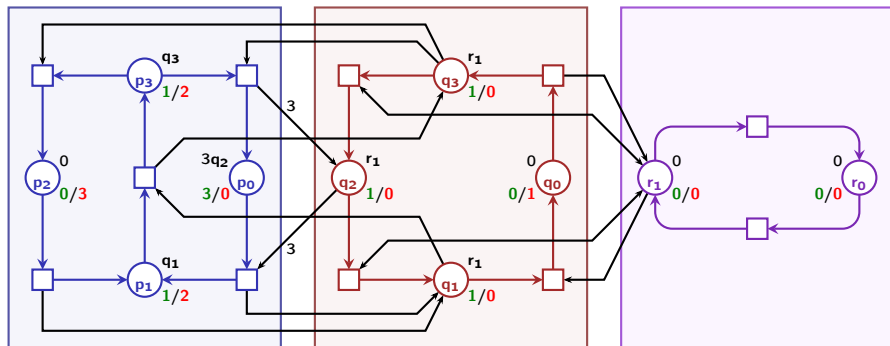 q₃ r₁
p₃ q₃
1/2 1/0
3
0 3q₂ r₁ 0 0 0
p₂ p₀ q₂ q₀ r₁ r₀
0/3 3/0 1/0 0/1 0/0 0/0
3
q₁ r₁
p₁ q₁
1/2 1/0